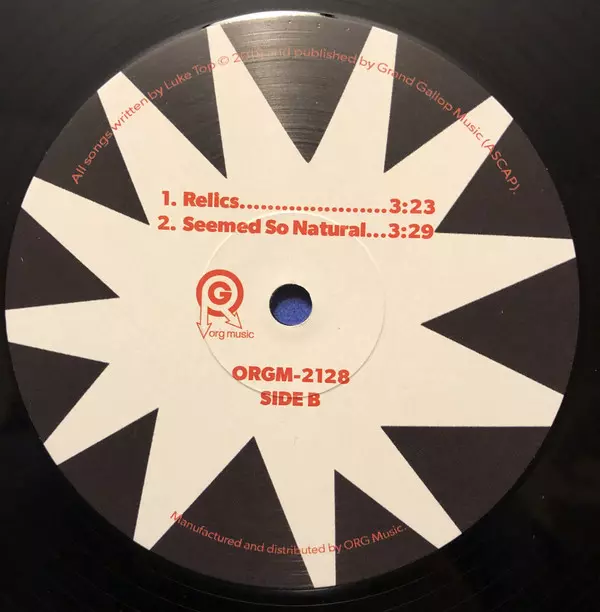 All songs written by Luke Top © and published by Grand Gallop Music (ASCAP).
1. Relics.....................3:23
2. Seemed So Natural...3:29
RG
org music
ORGM-2128
SIDE B
Manufactured and distributed by ORG Music.